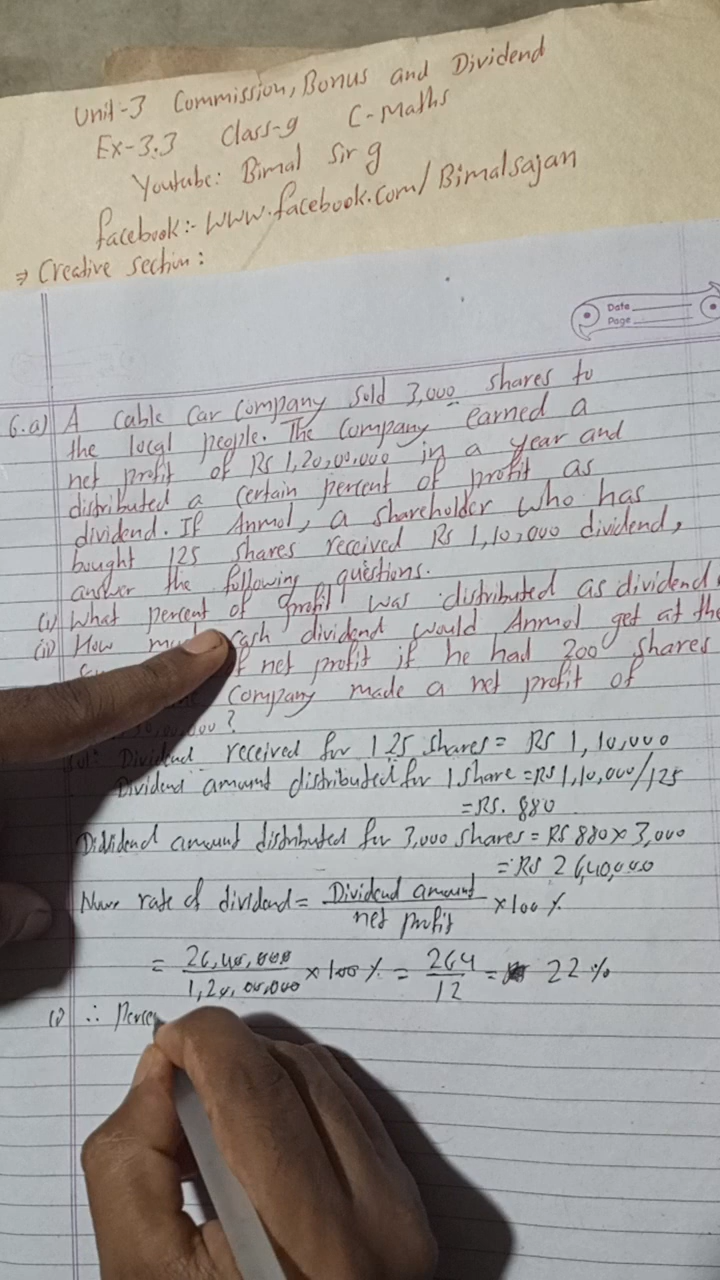 Unit-3 Commission, Bonus and Dividend
Ex-3.3 Class-9 C-Maths
Youtube: Bimal Sir g
facebook:- www.facebook.com/Bimalsajan
⇒ Creative section:
Date
Page
6.a) A Cable Car Company sold 3,000 shares to
the local people. The Company earned a
net profit of Rs 1,20,00,000 in a year and
distributed a certain percent of profit as
dividend. If Anmol, a shareholder who has
bought 125 shares received Rs 1,10,000 dividend,
answer the following questions.
(i) What percent of profit was distributed as dividend
(ii) How cash dividend would Anmol get at the
net profit if he had 200 shares
Company made a net profit of
?
Dividend received for 125 shares = Rs 1,10,000
Dividend amount distributed for 1 share = Rs 1,10,000/125
= Rs. 880
Dividend amount distributed for 3,000 shares = Rs 880 × 3,000
= Rs 26,40,000
Now rate of dividend = Dividend amount / net profit × 100 %
= 26,40,000 / 1,20,00,000 × 100 % = 264 / 12 = 22 %
(i) ∴